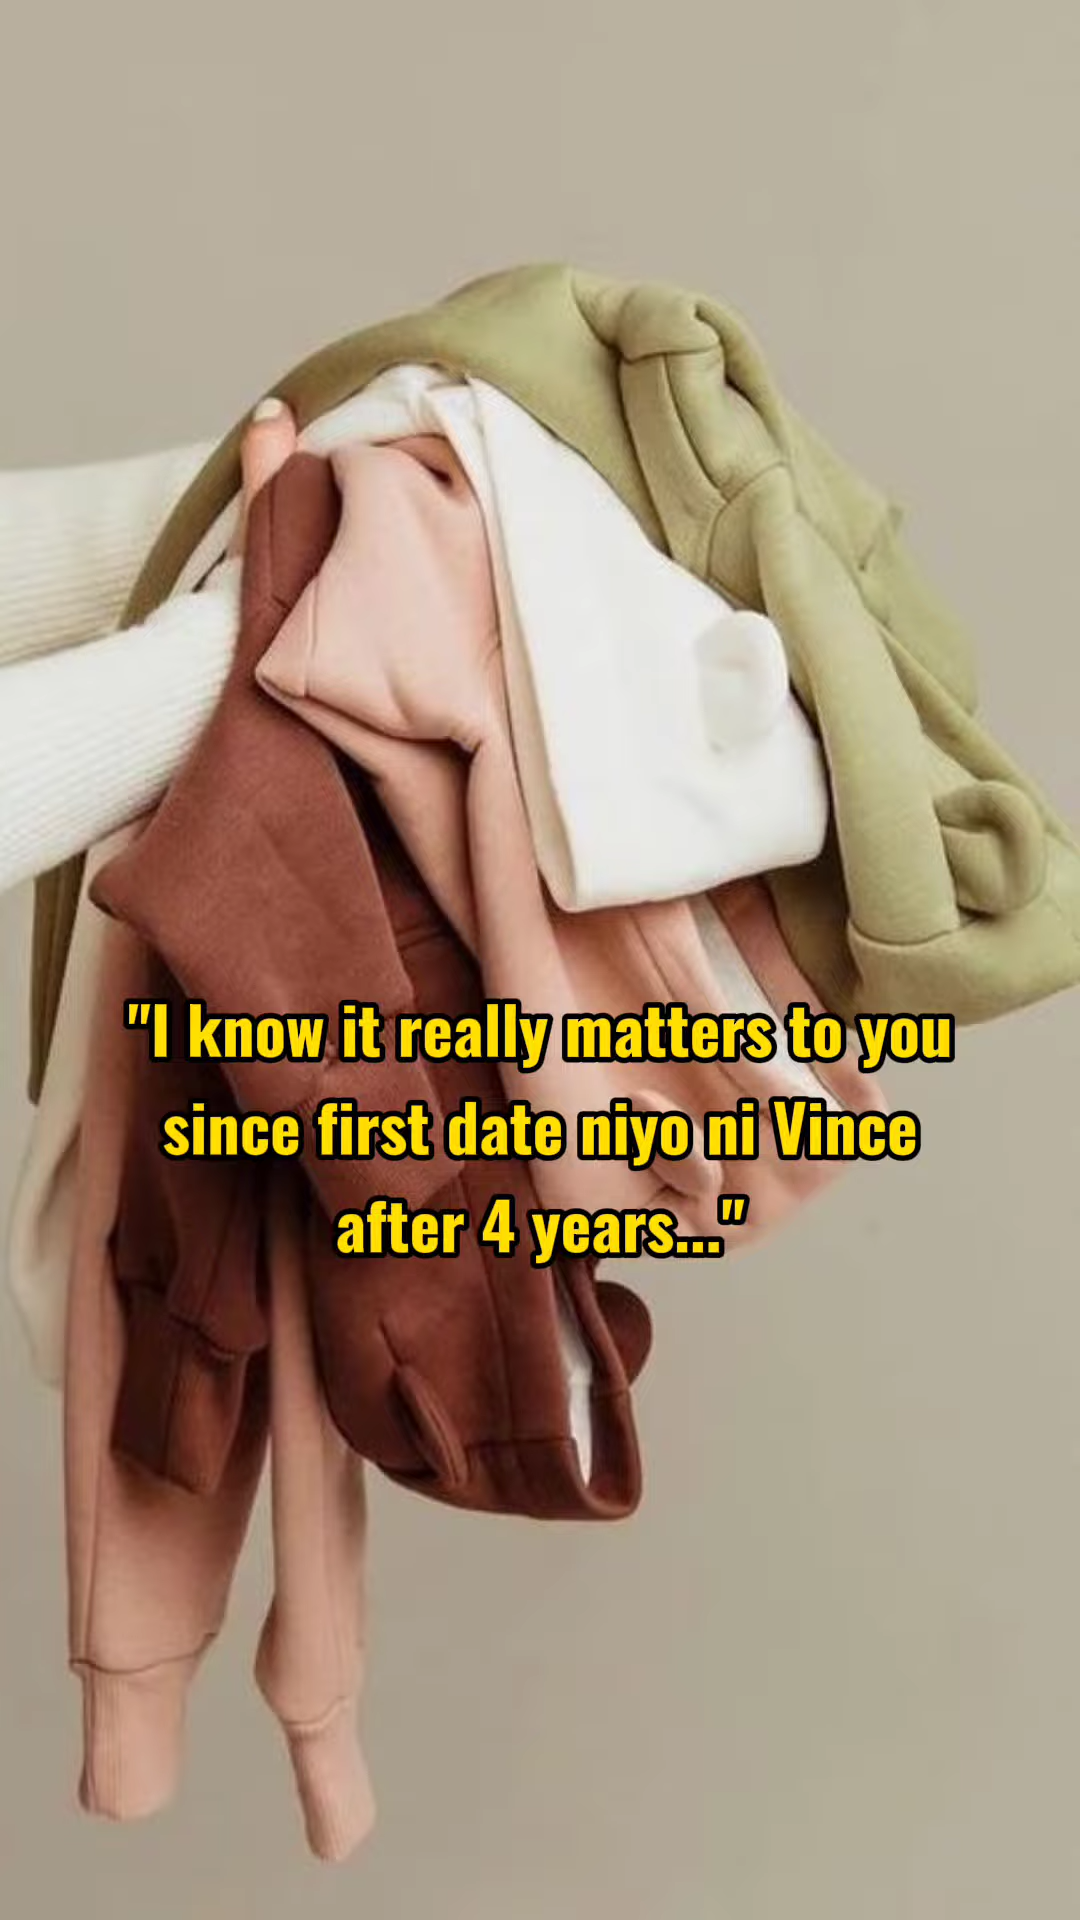 "I know it really matters to you
since first date niyo ni Vince
after 4 years..."